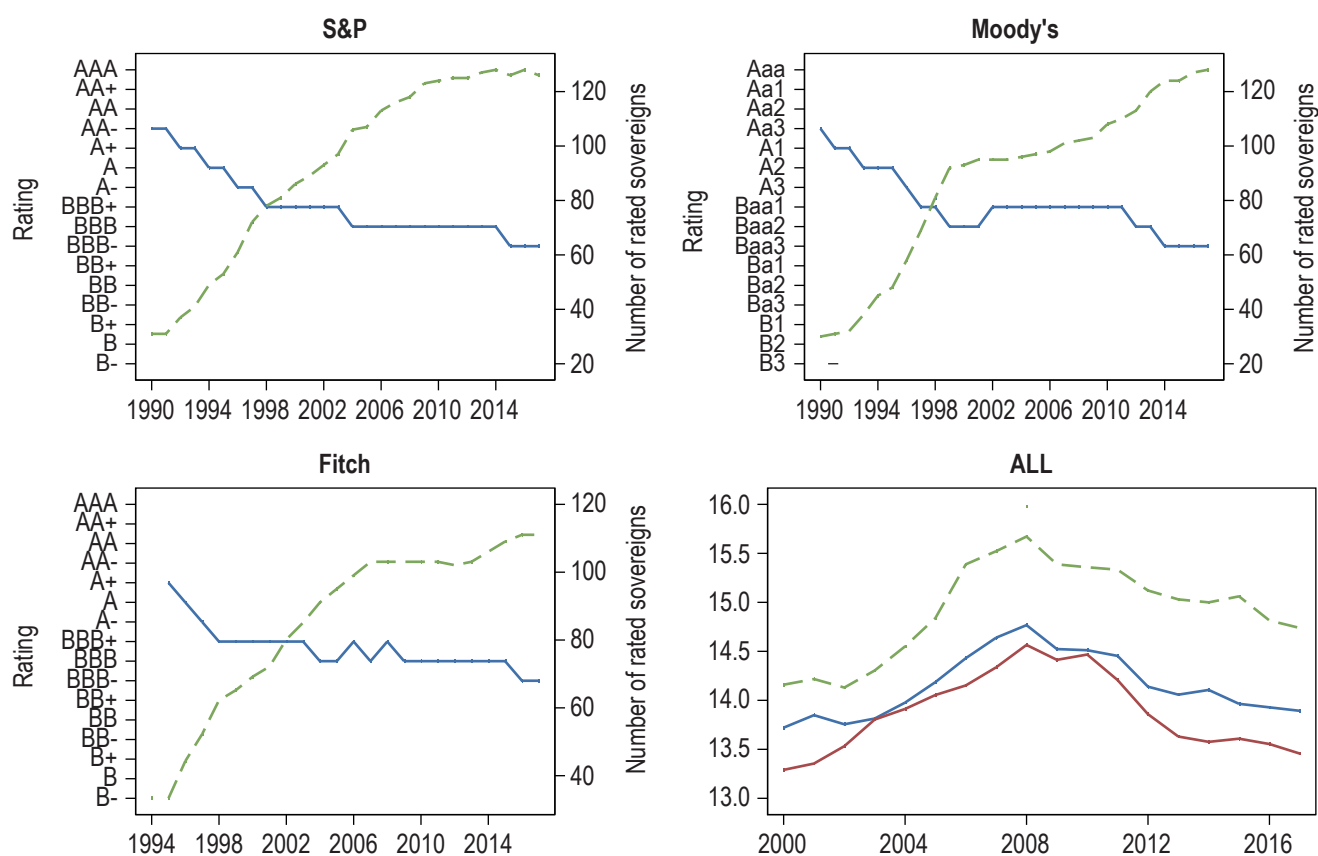 S&P
Rating
AAA
AA+
AA
AA-
A+
A
A-
BBB+
BBB
BBB-
BB+
BB
BB-
B+
B
B-
120
100
80
60
40
20
Number of rated sovereigns
1990 1994 1998 2002 2006 2010 2014
Moody's
Rating
Aaa
Aa1
Aa2
Aa3
A1
A2
A3
Baa1
Baa2
Baa3
Ba1
Ba2
Ba3
B1
B2
B3
120
100
80
60
40
20
Number of rated sovereigns
1990 1994 1998 2002 2006 2010 2014
Fitch
Rating
AAA
AA+
AA
AA-
A+
A
A-
BBB+
BBB
BBB-
BB+
BB
BB-
B+
B
B-
120
100
80
60
40
Number of rated sovereigns
1994 1998 2002 2006 2010 2014
ALL
16.0
15.0
14.5
14.0
13.5
13.0
2000 2004 2008 2012 2016